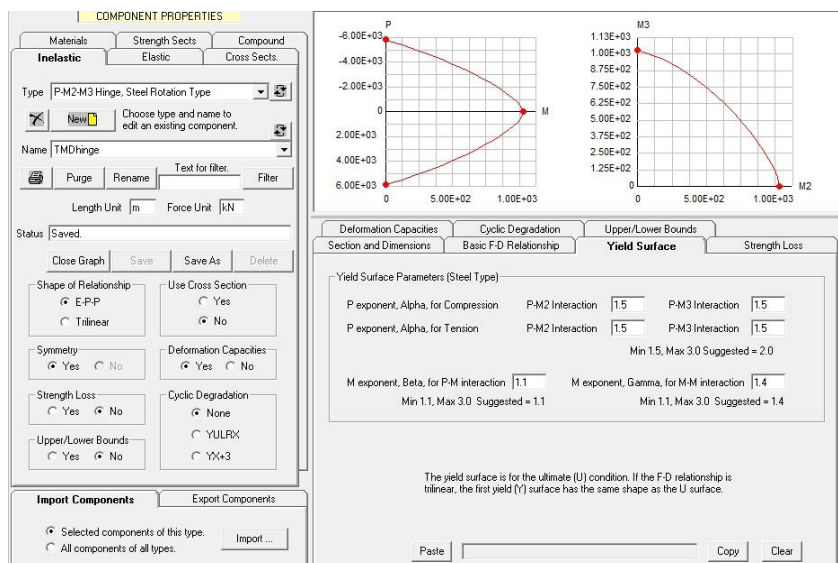 COMPONENT PROPERTIES
Materials Strength Sects Compound
Inelastic Elastic Cross Sects.
Type P-M2-M3 Hinge, Steel Rotation Type
New Choose type and name to
edit an existing component.
Name TMDhinge
Text for filter.
Purge Rename Filter
Length Unit m Force Unit kN
Status Saved.
Close Graph Save Save As Delete
Shape of Relationship
E-P-P
Trilinear
Use Cross Section
Yes
No
Symmetry
Yes No
Deformation Capacities
Yes No
Strength Loss
Yes No
Cyclic Degradation
None
YULRX
YX+3
Upper/Lower Bounds
Yes No
Import Components Export Components
Selected components of this type.
All components of all types.
Import ...
P
-6.00E+03
-4.00E+03
-2.00E+03
0
2.00E+03
4.00E+03
6.00E+03
M
0 5.00E+02 1.00E+03
M3
1.13E+03
1.00E+03
8.75E+02
7.50E+02
6.25E+02
5.00E+02
3.75E+02
2.50E+02
1.25E+02
0
M2
0 5.00E+02 1.00E+03
Deformation Capacities Cyclic Degradation Upper/Lower Bounds
Section and Dimensions Basic F-D Relationship Yield Surface Strength Loss
Yield Surface Parameters (Steel Type)
P exponent, Alpha, for Compression P-M2 Interaction 1.5 P-M3 Interaction 1.5
P exponent, Alpha, for Tension P-M2 Interaction 1.5 P-M3 Interaction 1.5
Min 1.5, Max 3.0 Suggested = 2.0
M exponent, Beta, for P-M interaction 1.1 M exponent, Gamma, for M-M interaction 1.4
Min 1.1, Max 3.0 Suggested = 1.1 Min 1.1, Max 3.0 Suggested = 1.4
The yield surface is for the ultimate (U) condition. If the F-D relationship is
trilinear, the first yield (Y) surface has the same shape as the U surface.
Paste Copy Clear